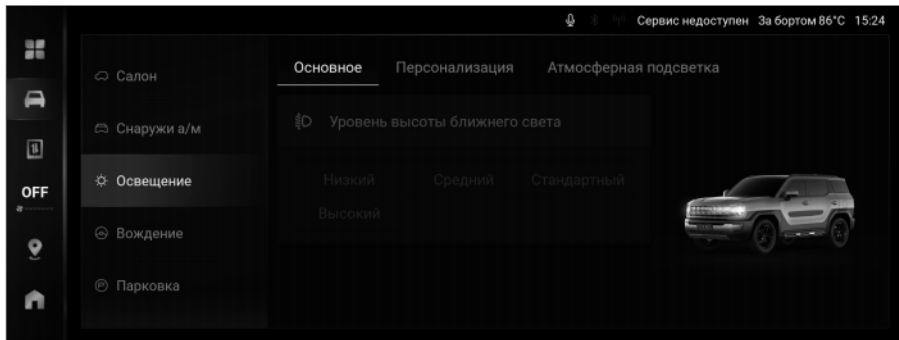 Сервис недоступен За бортом 86°C 15:24
OFF
Салон
Снаружи а/м
Освещение
Вождение
Парковка
Основное Персонализация Атмосферная подсветка
Уровень высоты ближнего света
Низкий Средний Стандартный
Высокий